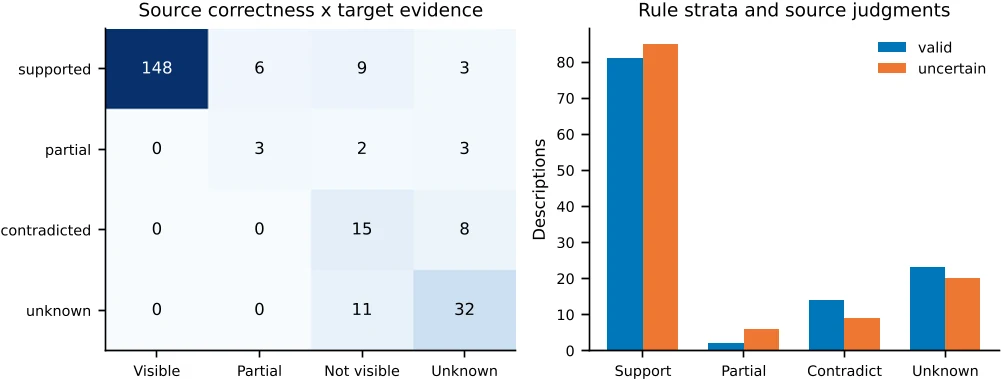 Source correctness x target evidence
supported 148 6 9 3
partial 0 3 2 3
contradicted 0 0 15 8
unknown 0 0 11 32
Visible Partial Not visible Unknown
Rule strata and source judgments
valid
uncertain
Descriptions
80
70
60
50
40
30
20
10
0
Support Partial Contradict Unknown